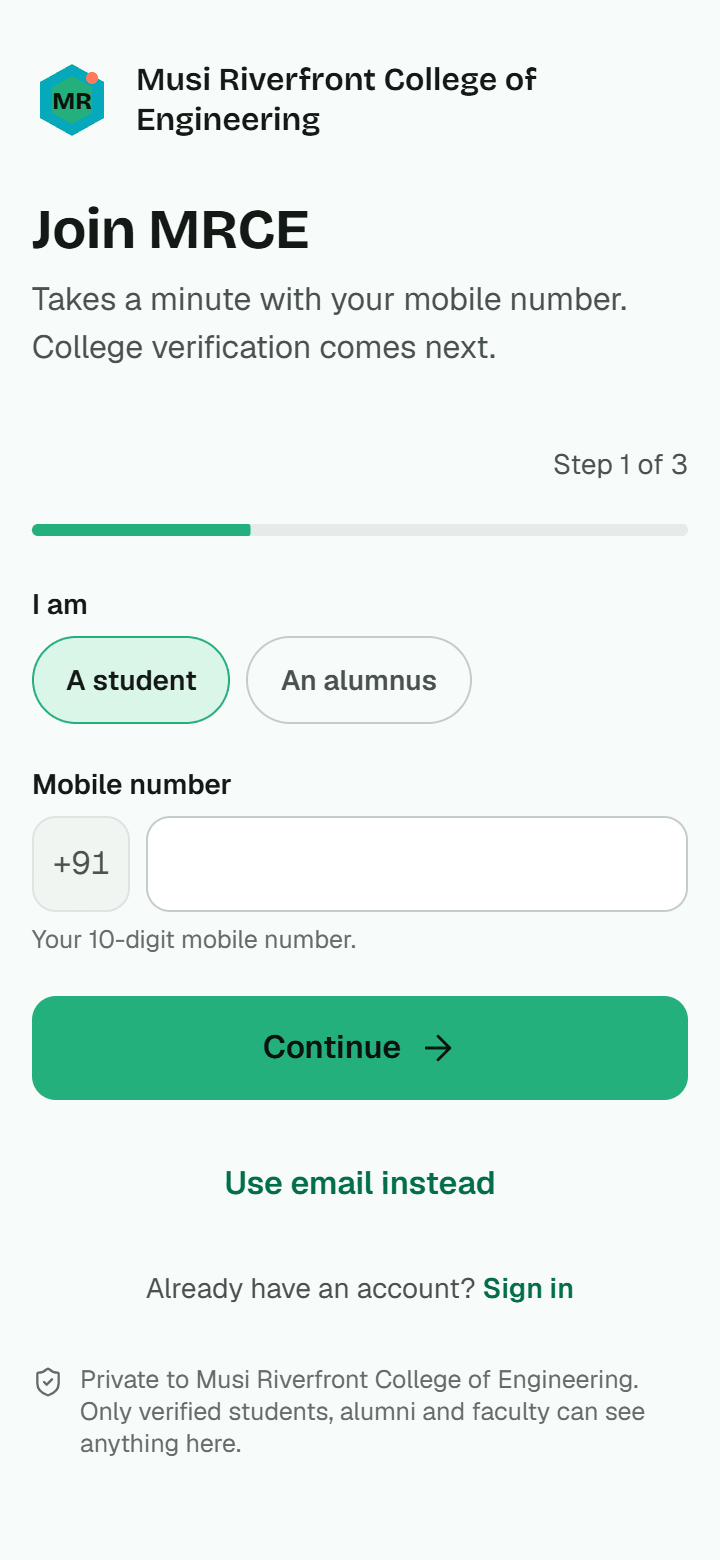 MR
Musi Riverfront College of
Engineering
Join MRCE
Takes a minute with your mobile number.
College verification comes next.
Step 1 of 3
I am
A student
An alumnus
Mobile number
+91
Your 10-digit mobile number.
Continue →
Use email instead
Already have an account? Sign in
Private to Musi Riverfront College of Engineering.
Only verified students, alumni and faculty can see
anything here.